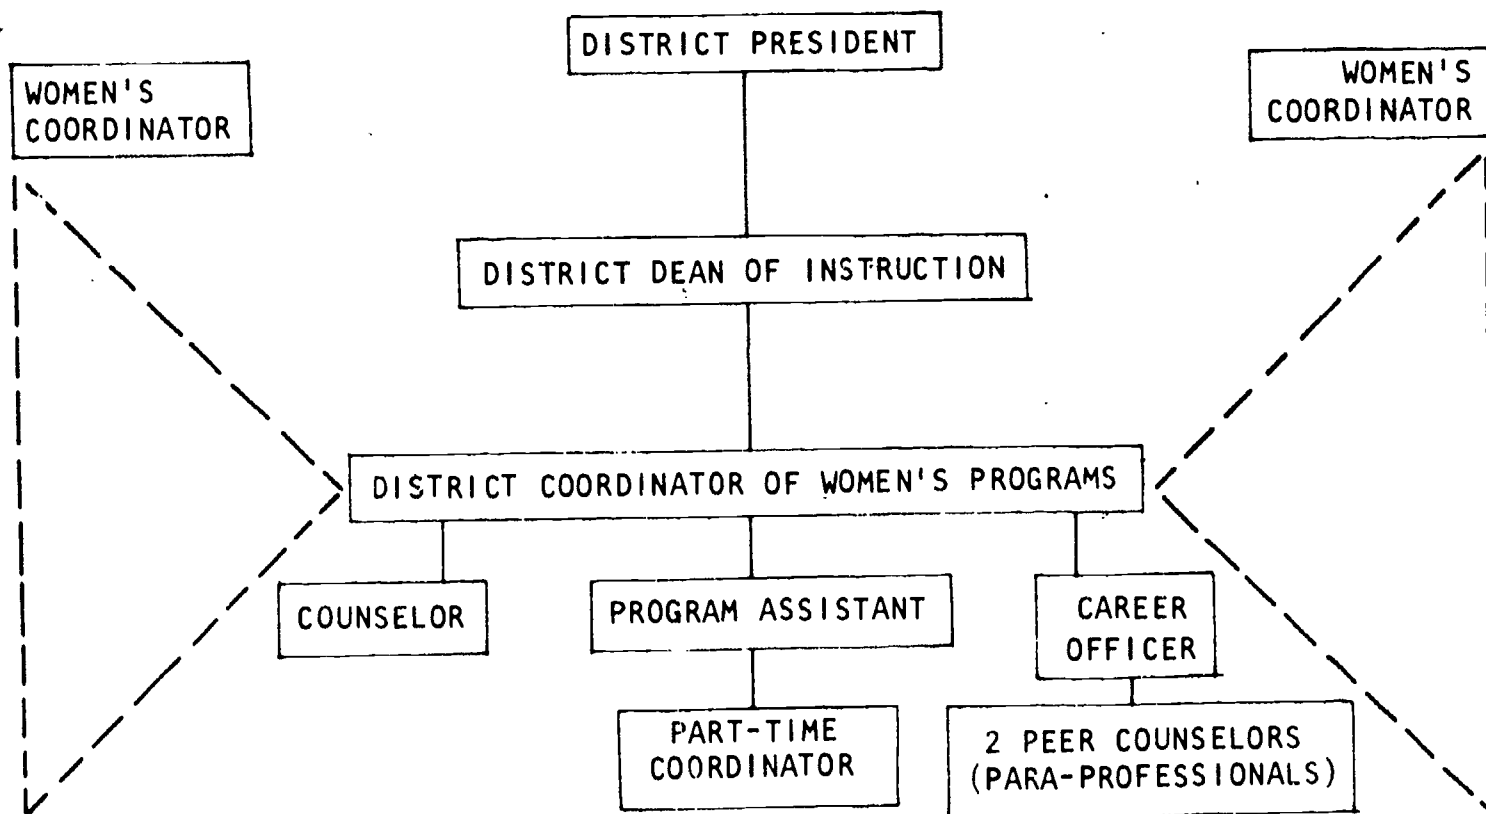 DISTRICT PRESIDENT
WOMEN'S
COORDINATOR
WOMEN'S
COORDINATOR
DISTRICT DEAN OF INSTRUCTION
DISTRICT COORDINATOR OF WOMEN'S PROGRAMS
COUNSELOR
PROGRAM ASSISTANT
CAREER
OFFICER
PART-TIME
COORDINATOR
2 PEER COUNSELORS
(PARA-PROFESSIONALS)